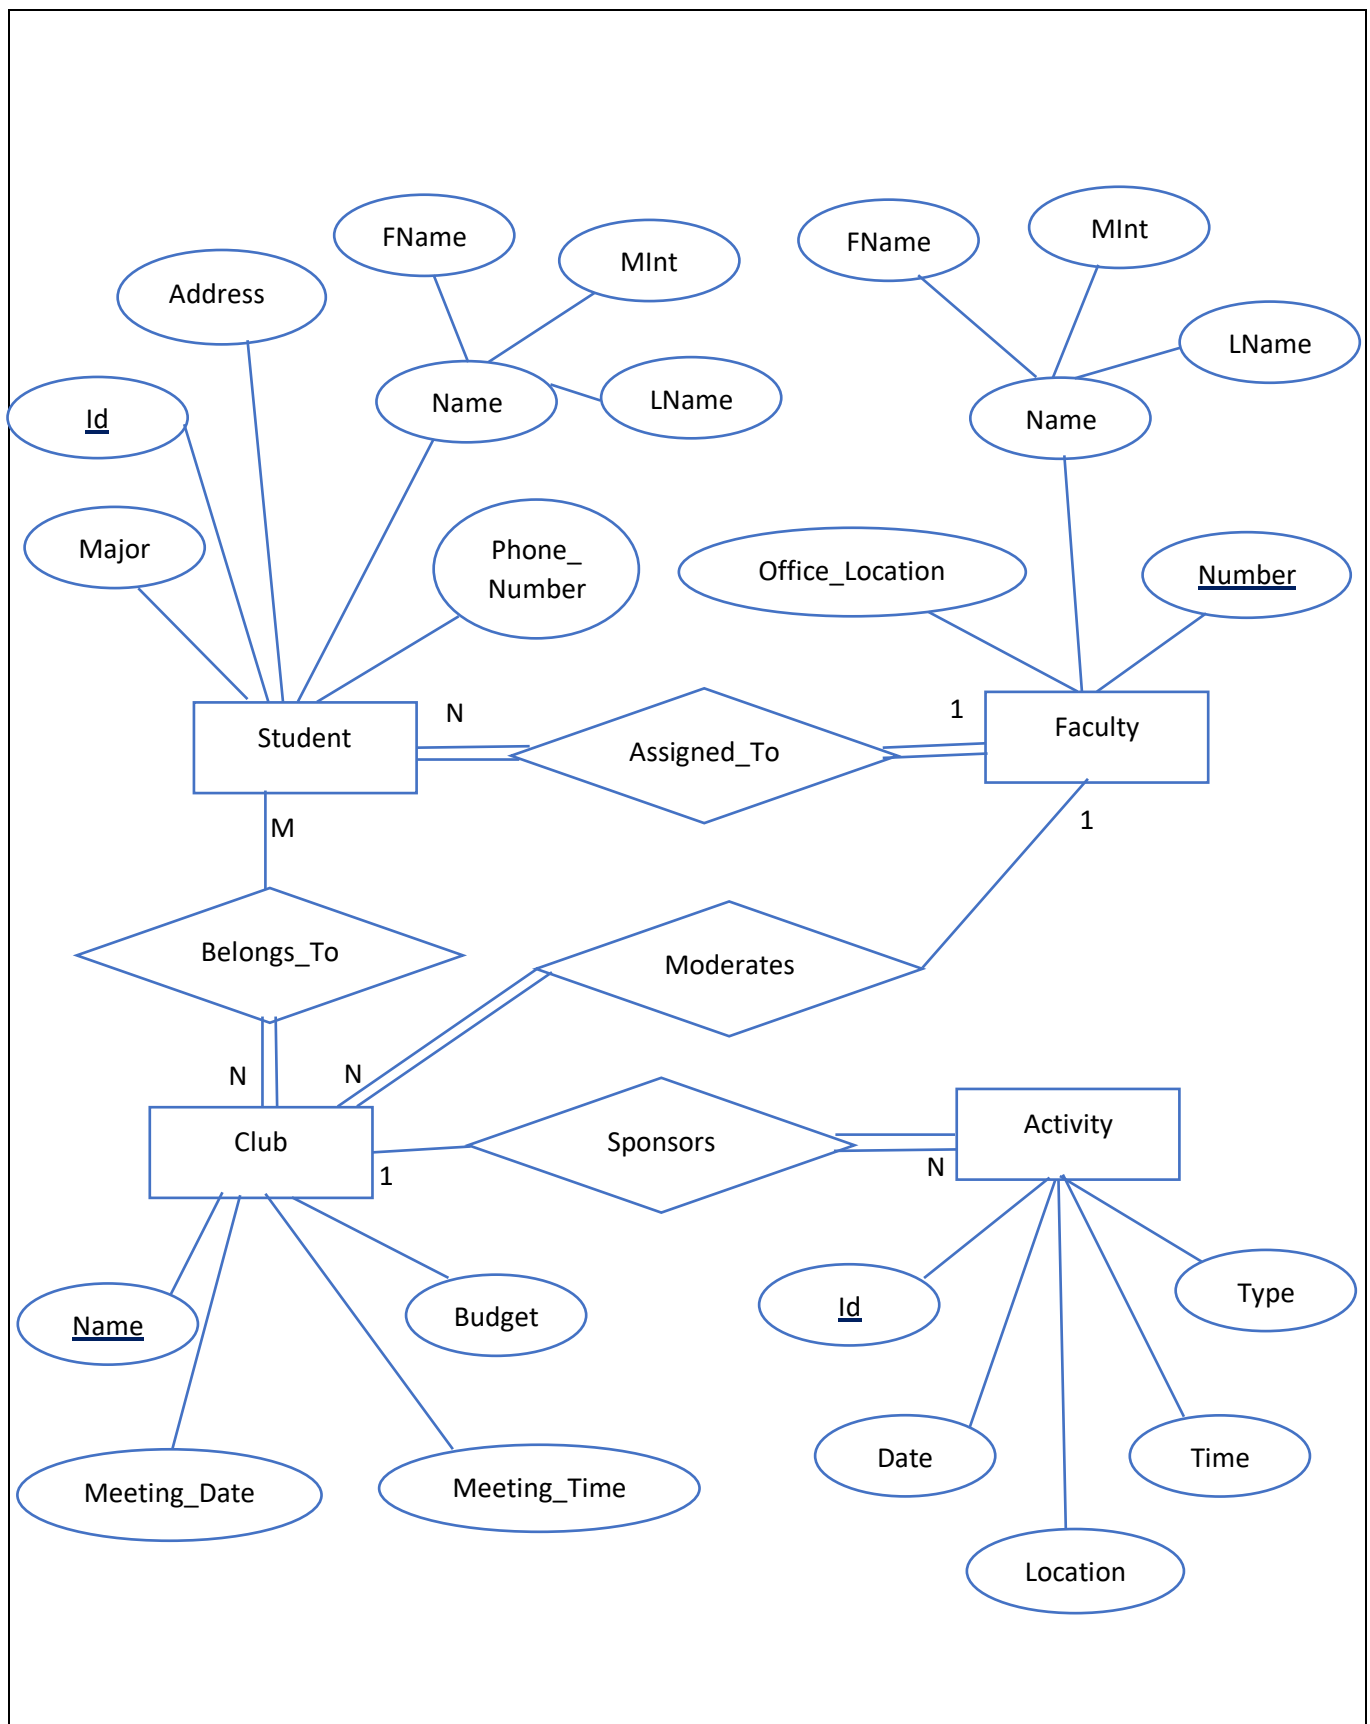 FName
MInt
Address
Name
LName
Id
Major
Phone_
Number
FName
MInt
LName
Name
Office_Location
Number
Student
N
Assigned_To
1
Faculty
M
1
Belongs_To
Moderates
N
N
Club
1
Sponsors
N
Activity
Name
Budget
Meeting_Date
Meeting_Time
Id
Type
Date
Time
Location